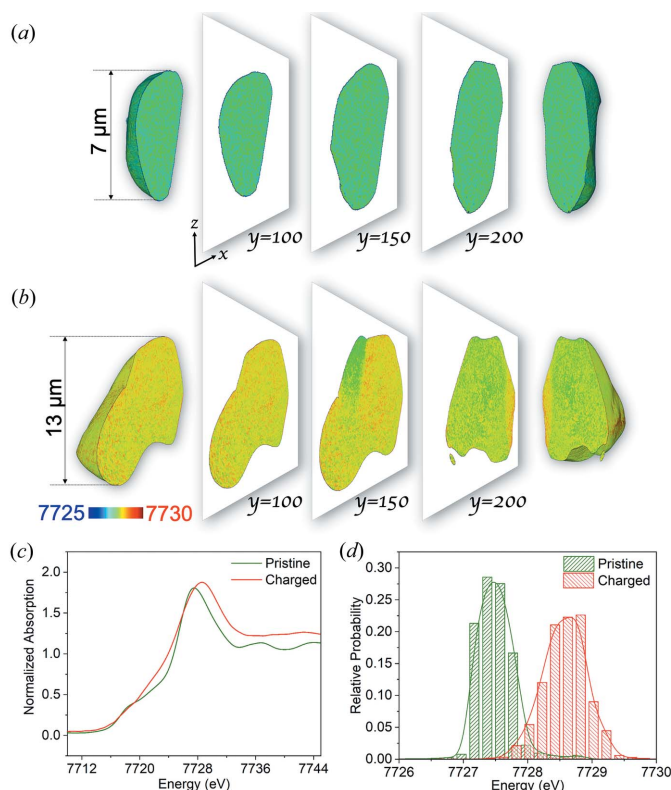 (a)
7 μm
z
x
y=100
y=150
y=200
(b)
13 μm
7725
7730
y=100
y=150
y=200
(c)
Pristine
Charged
Normalized Absorption
2.0
1.5
1.0
0.5
0.0
7712 7720 7728 7736 7744
Energy (eV)
(d)
Pristine
Charged
Relative Probability
0.30
0.25
0.20
0.15
0.10
0.05
0.00
7726 7727 7728 7729 7730
Energy (eV)